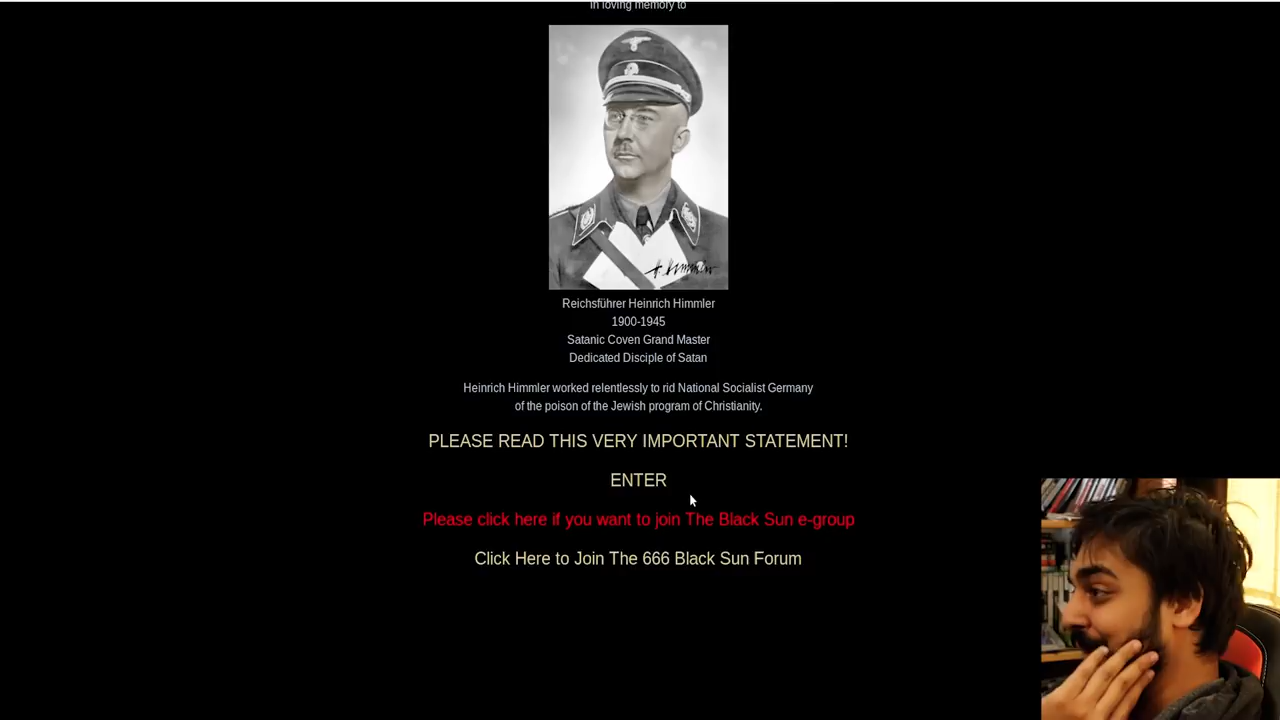 in loving memory to
H. Himmler
Reichsführer Heinrich Himmler
1900-1945
Satanic Coven Grand Master
Dedicated Disciple of Satan
Heinrich Himmler worked relentlessly to rid National Socialist Germany
of the poison of the Jewish program of Christianity.
PLEASE READ THIS VERY IMPORTANT STATEMENT!
ENTER
Please click here if you want to join The Black Sun e-group
Click Here to Join The 666 Black Sun Forum